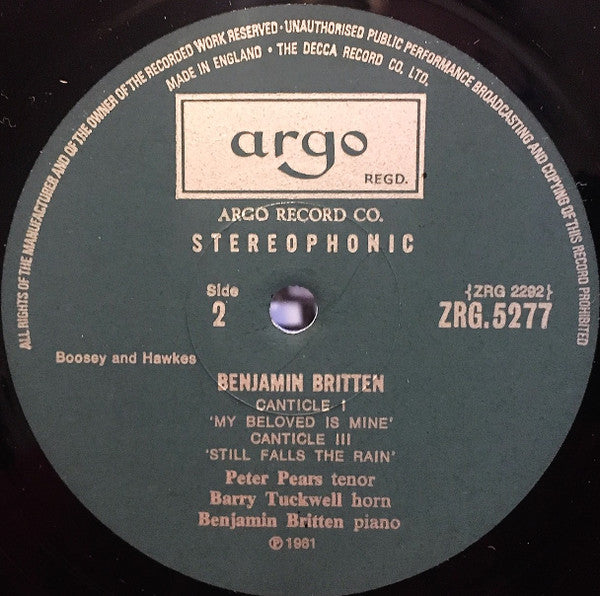 ALL RIGHTS OF THE MANUFACTURER AND OF THE OWNER OF THE RECORDED WORK RESERVED • UNAUTHORISED PUBLIC PERFORMANCE BROADCASTING AND COPYING OF THIS RECORD PROHIBITED
MADE IN ENGLAND • THE DECCA RECORD CO. LTD.
argo
REGD.
ARGO RECORD CO.
STEREOPHONIC
Side
2
{ZRG 2292}
ZRG.5277
Boosey and Hawkes
BENJAMIN BRITTEN
CANTICLE I
'MY BELOVED IS MINE'
CANTICLE III
'STILL FALLS THE RAIN'
Peter Pears tenor
Barry Tuckwell horn
Benjamin Britten piano
℗ 1961